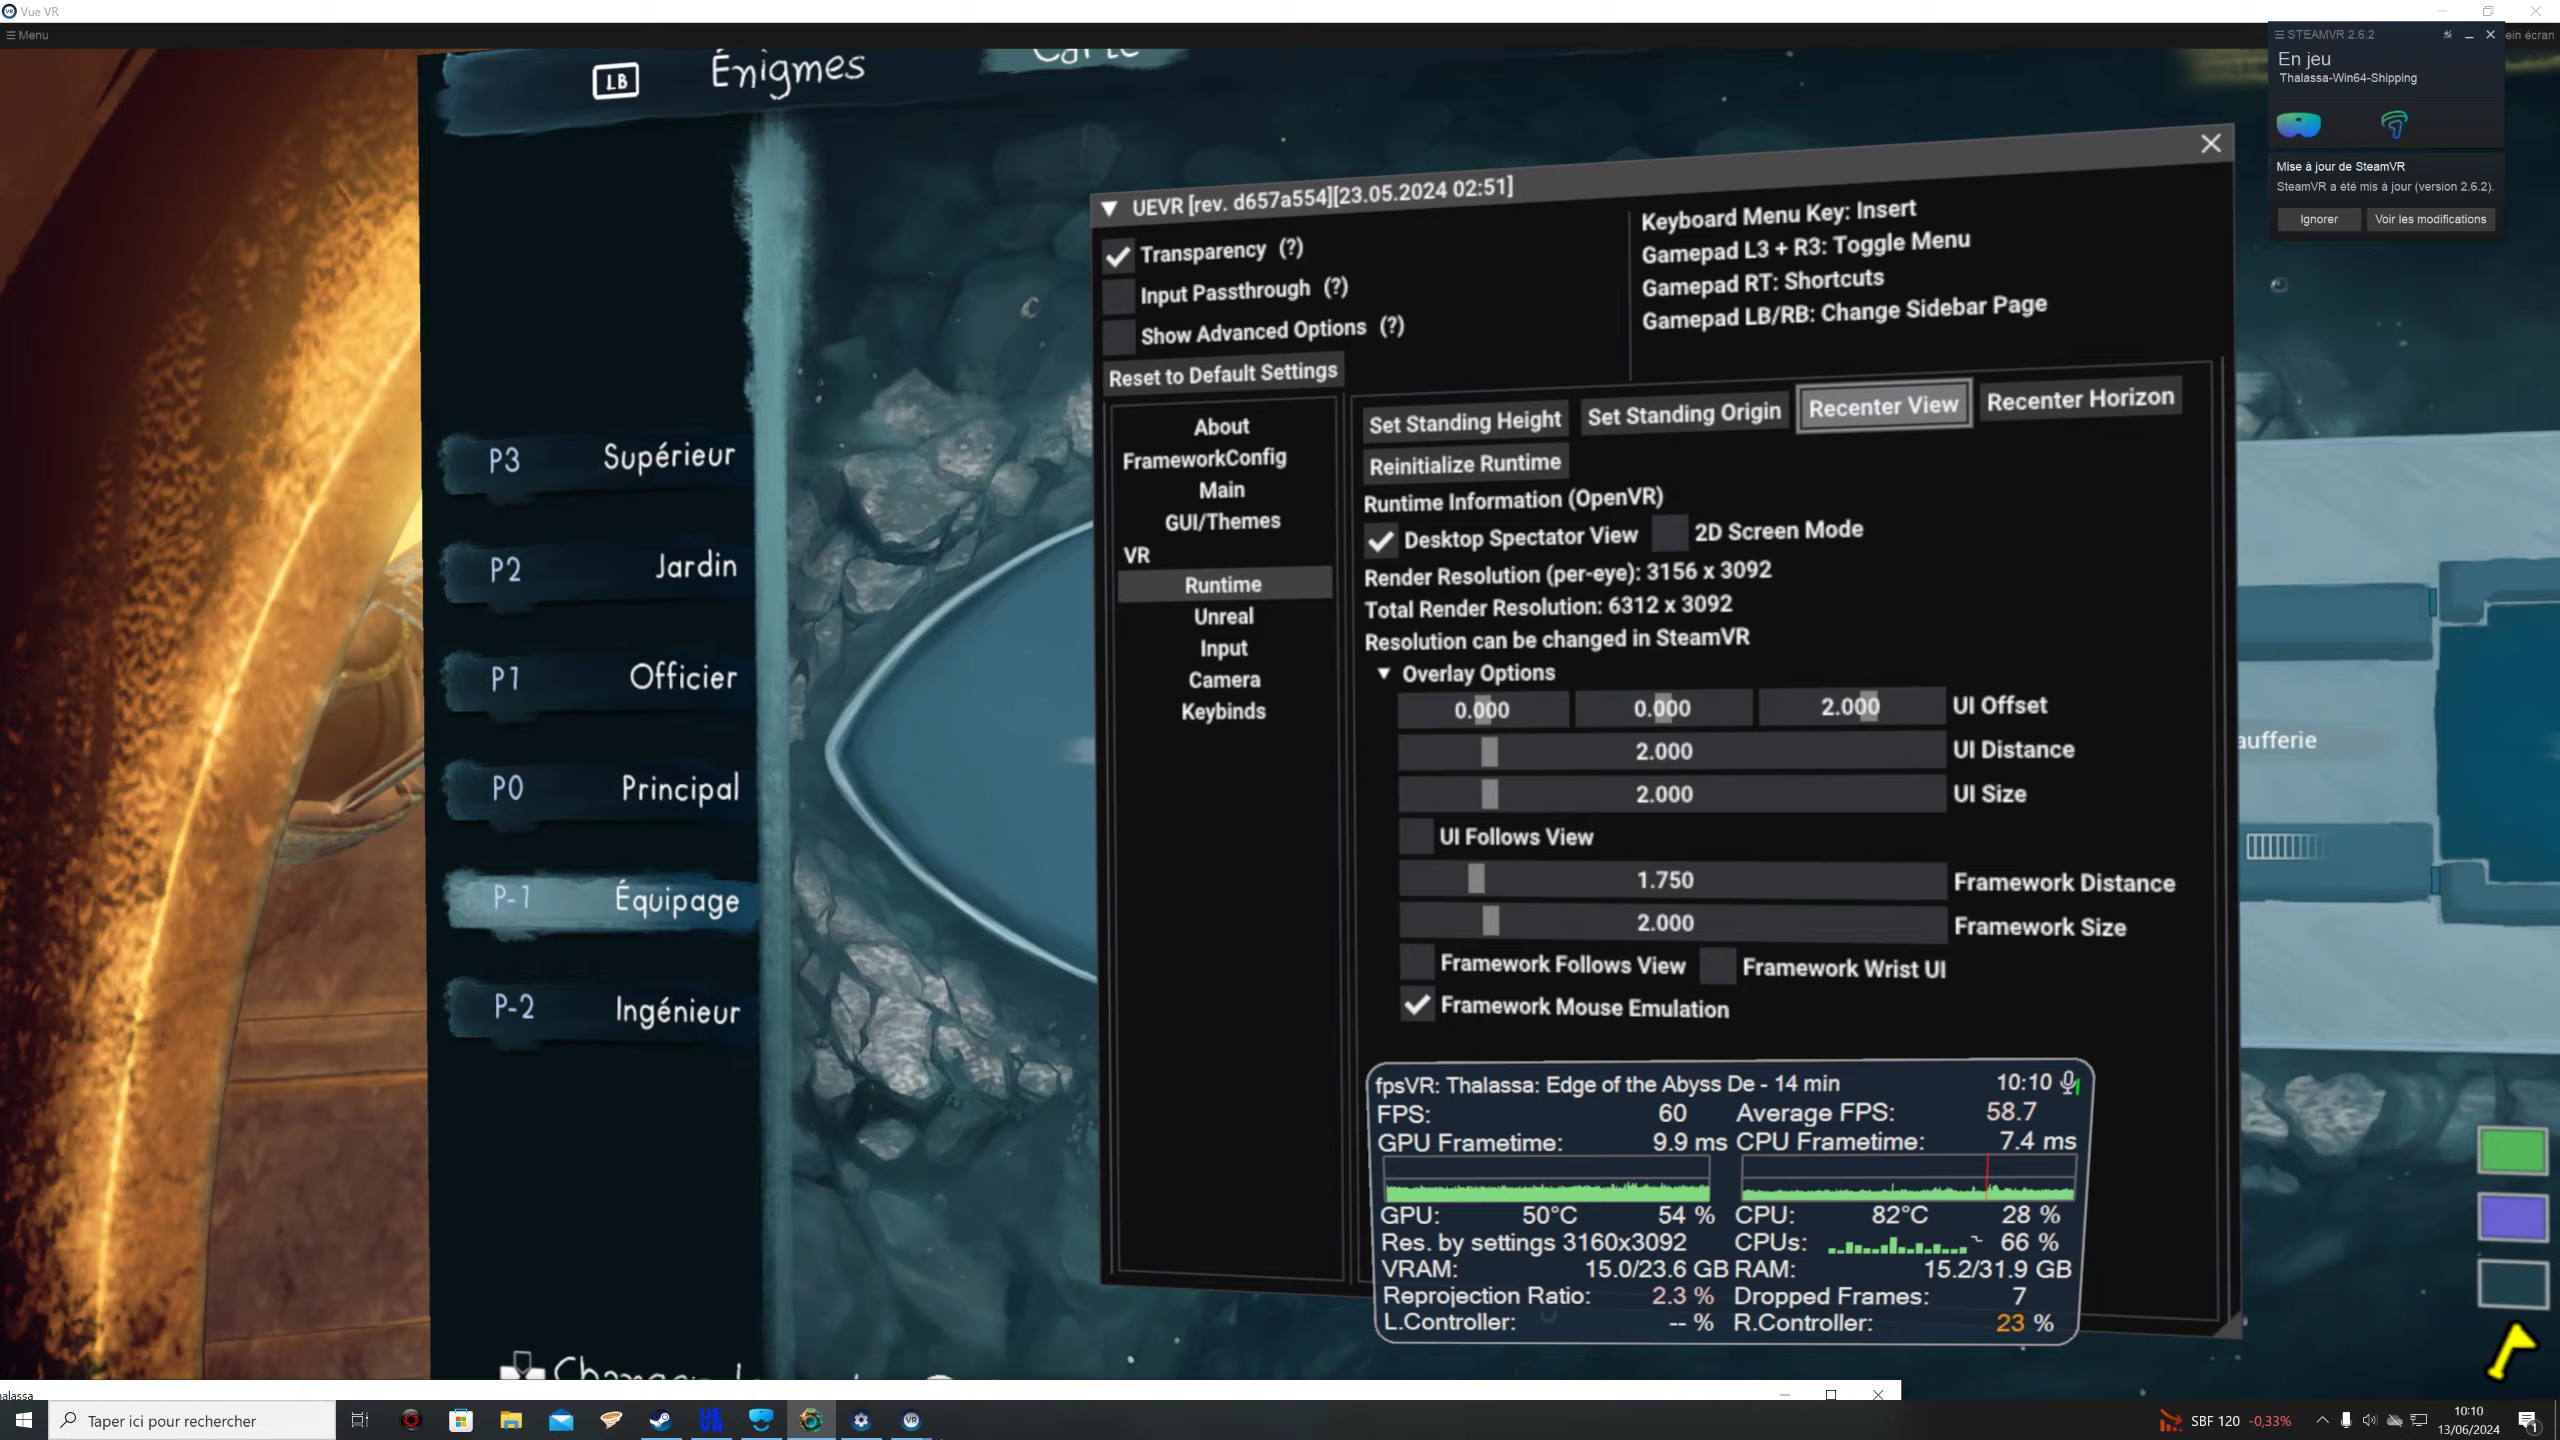 Vue VR
Menu
ein écran
STEAMVR 2.6.2
En jeu
Thalassa-Win64-Shipping
Mise à jour de SteamVR
SteamVR a été mis à jour (version 2.6.2).
Ignorer
Voir les modifications
LB
Énigmes
Carte
P3 Supérieur
P2 Jardin
P1 Officier
P0 Principal
P-1 Équipage
P-2 Ingénieur
UEVR [rev. d657a554][23.05.2024 02:51]
Transparency (?)
Input Passthrough (?)
Show Advanced Options (?)
Reset to Default Settings
Keyboard Menu Key: Insert
Gamepad L3 + R3: Toggle Menu
Gamepad RT: Shortcuts
Gamepad LB/RB: Change Sidebar Page
About
FrameworkConfig
Main
GUI/Themes
VR
Runtime
Unreal
Input
Camera
Keybinds
Set Standing Height Set Standing Origin Recenter View Recenter Horizon
Reinitialize Runtime
Runtime Information (OpenVR)
Desktop Spectator View 2D Screen Mode
Render Resolution (per-eye): 3156 x 3092
Total Render Resolution: 6312 x 3092
Resolution can be changed in SteamVR
Overlay Options
0.000 0.000 2.000 UI Offset
2.000 UI Distance
2.000 UI Size
UI Follows View
1.750 Framework Distance
2.000 Framework Size
Framework Follows View Framework Wrist UI
Framework Mouse Emulation
aufferie
fpsVR: Thalassa: Edge of the Abyss De - 14 min 10:10
FPS: 60 Average FPS: 58.7
GPU Frametime: 9.9 ms CPU Frametime: 7.4 ms
GPU: 50°C 54 % CPU: 82°C 28 %
Res. by settings 3160x3092 CPUs: 66 %
VRAM: 15.0/23.6 GB RAM: 15.2/31.9 GB
Reprojection Ratio: 2.3 % Dropped Frames: 7
L.Controller: -- % R.Controller: 23 %
alassa
Taper ici pour rechercher
UE
VR
VR
SBF 120 -0,33%
10:10
13/06/2024
1